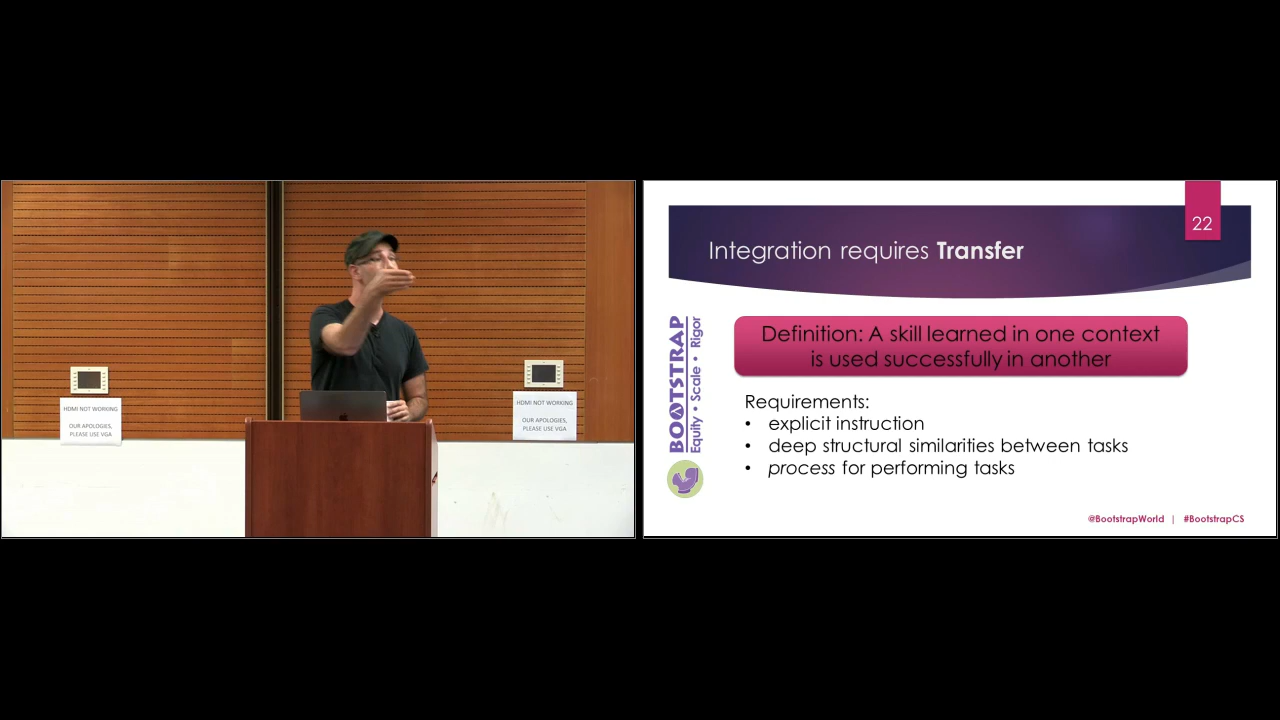 HDMI NOT WORKING
OUR APOLOGIES,
PLEASE USE VGA
HDMI NOT WORKING
OUR APOLOGIES,
PLEASE USE VGA
22
Integration requires Transfer
BOOTSTRAP
Equity • Scale • Rigor
Definition: A skill learned in one context
is used successfully in another
Requirements:
• explicit instruction
• deep structural similarities between tasks
• process for performing tasks
@BootstrapWorld | #BootstrapCS